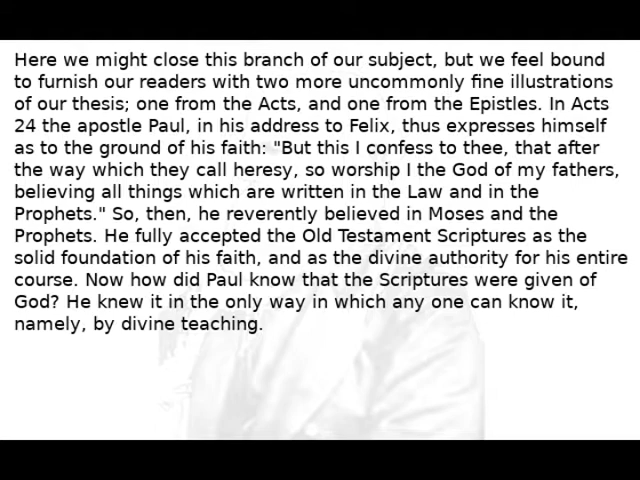 Here we might close this branch of our subject, but we feel bound
to furnish our readers with two more uncommonly fine illustrations
of our thesis; one from the Acts, and one from the Epistles. In Acts
24 the apostle Paul, in his address to Felix, thus expresses himself
as to the ground of his faith: "But this I confess to thee, that after
the way which they call heresy, so worship I the God of my fathers,
believing all things which are written in the Law and in the
Prophets." So, then, he reverently believed in Moses and the
Prophets. He fully accepted the Old Testament Scriptures as the
solid foundation of his faith, and as the divine authority for his entire
course. Now how did Paul know that the Scriptures were given of
God? He knew it in the only way in which any one can know it,
namely, by divine teaching.